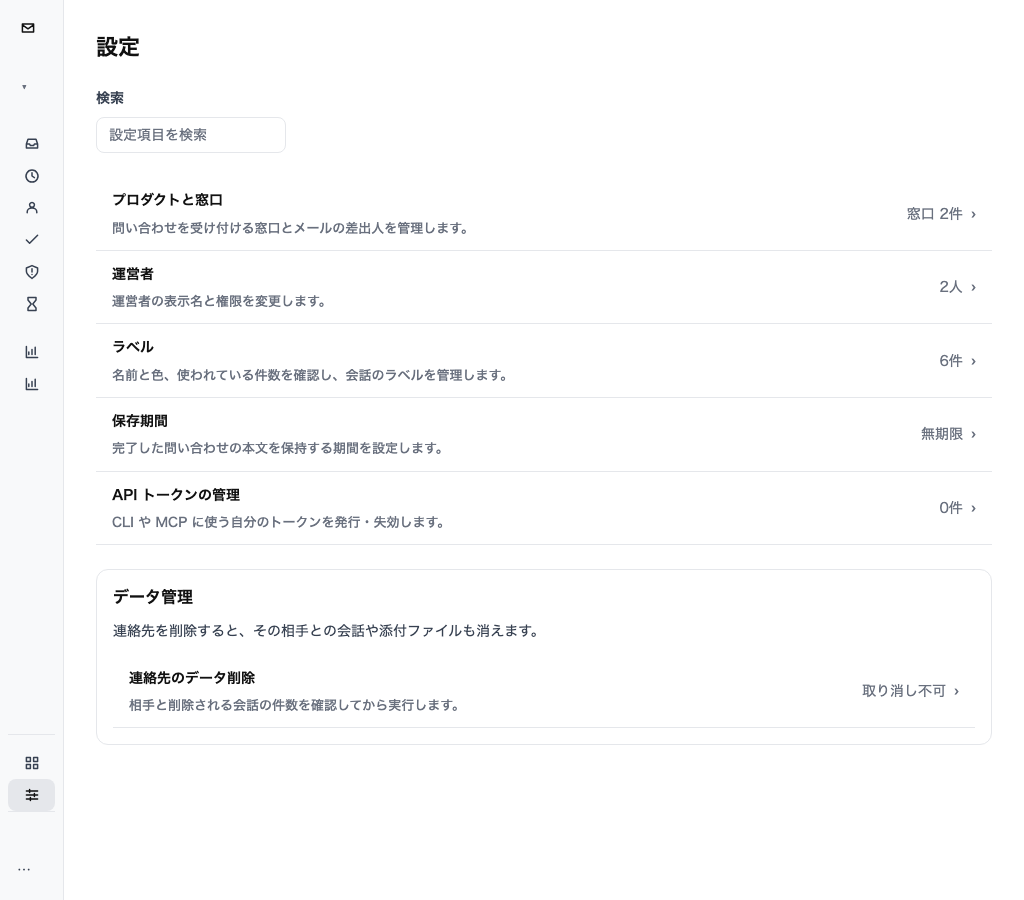 設定
検索
設定項目を検索
プロダクトと窓口
問い合わせを受け付ける窓口とメールの差出人を管理します。
窓口 2件 ›
運営者
運営者の表示名と権限を変更します。
2人 ›
ラベル
名前と色、使われている件数を確認し、会話のラベルを管理します。
6件 ›
保存期間
完了した問い合わせの本文を保持する期間を設定します。
無期限 ›
API トークンの管理
CLI や MCP に使う自分のトークンを発行・失効します。
0件 ›
データ管理
連絡先を削除すると、その相手との会話や添付ファイルも消えます。
連絡先のデータ削除
相手と削除される会話の件数を確認してから実行します。
取り消し不可 ›